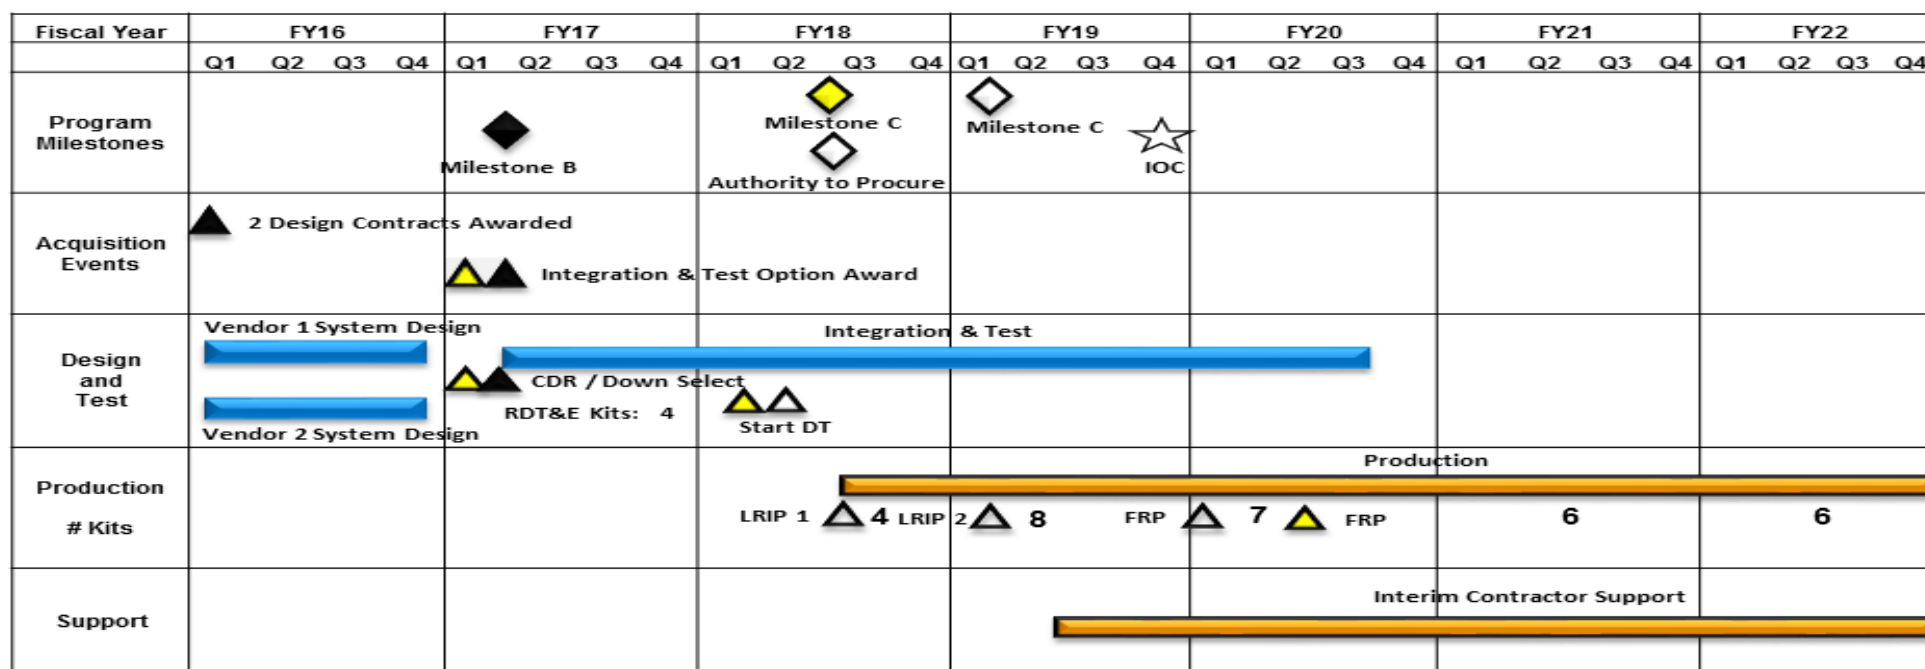 Fiscal Year FY16 FY17 FY18 FY19 FY20 FY21 FY22
Q1 Q2 Q3 Q4 Q1 Q2 Q3 Q4 Q1 Q2 Q3 Q4 Q1 Q2 Q3 Q4 Q1 Q2 Q3 Q4 Q1 Q2 Q3 Q4 Q1 Q2 Q3 Q4
Program
Milestones
Milestone B
Milestone C
Authority to Procure
Milestone C
IOC
Acquisition
Events
2 Design Contracts Awarded
Integration & Test Option Award
Design
and
Test
Vendor 1 System Design
Integration & Test
CDR / Down Select
RDT&E Kits: 4
Start DT
Vendor 2 System Design
Production
# Kits
Production
LRIP 1 4 LRIP 2 8 FRP 7 FRP 6 6
Support
Interim Contractor Support